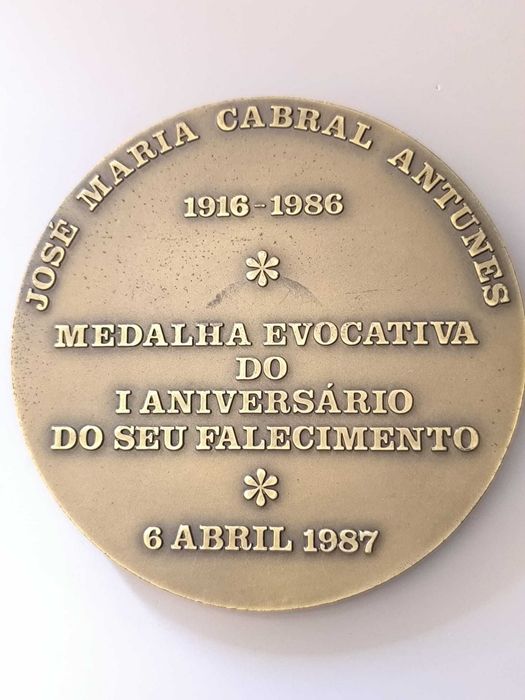 JOSÉ MARIA CABRAL ANTUNES
1916-1986
*
MEDALHA EVOCATIVA
DO
I ANIVERSÁRIO
DO SEU FALECIMENTO
*
6 ABRIL 1987